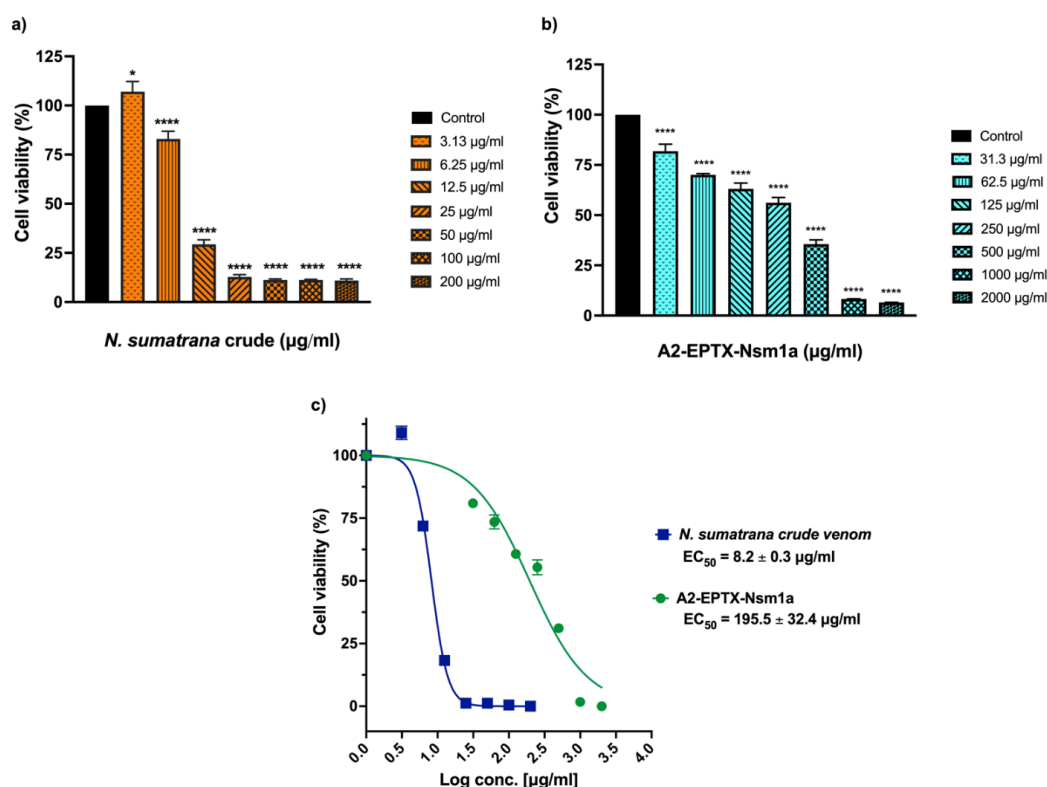 a)
Cell viability (%)
125
100
75
50
25
0
*
****
****
****
****
****
****
N. sumatrana crude (µg/ml)
Control
3.13 µg/ml
6.25 µg/ml
12.5 µg/ml
25 µg/ml
50 µg/ml
100 µg/ml
200 µg/ml
b)
Cell viability (%)
125
100
75
50
25
0
****
****
****
****
****
****
****
A2-EPTX-Nsm1a (µg/ml)
Control
31.3 µg/ml
62.5 µg/ml
125 µg/ml
250 µg/ml
500 µg/ml
1000 µg/ml
2000 µg/ml
c)
Cell viability (%)
100
75
50
25
0
0.0
0.5
1.0
1.5
2.0
2.5
3.0
3.5
4.0
Log conc. [µg/ml]
N. sumatrana crude venom
EC50 = 8.2 ± 0.3 µg/ml
A2-EPTX-Nsm1a
EC50 = 195.5 ± 32.4 µg/ml